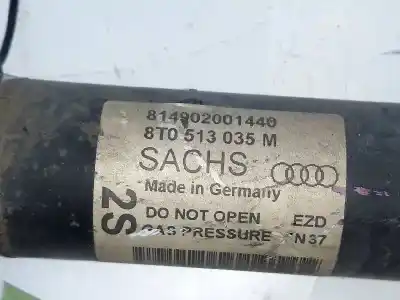 814902001440
8T0 513 035 M
SACHS
Made in Germany
2S
DO NOT OPEN EZD
GAS PRESSURE N37